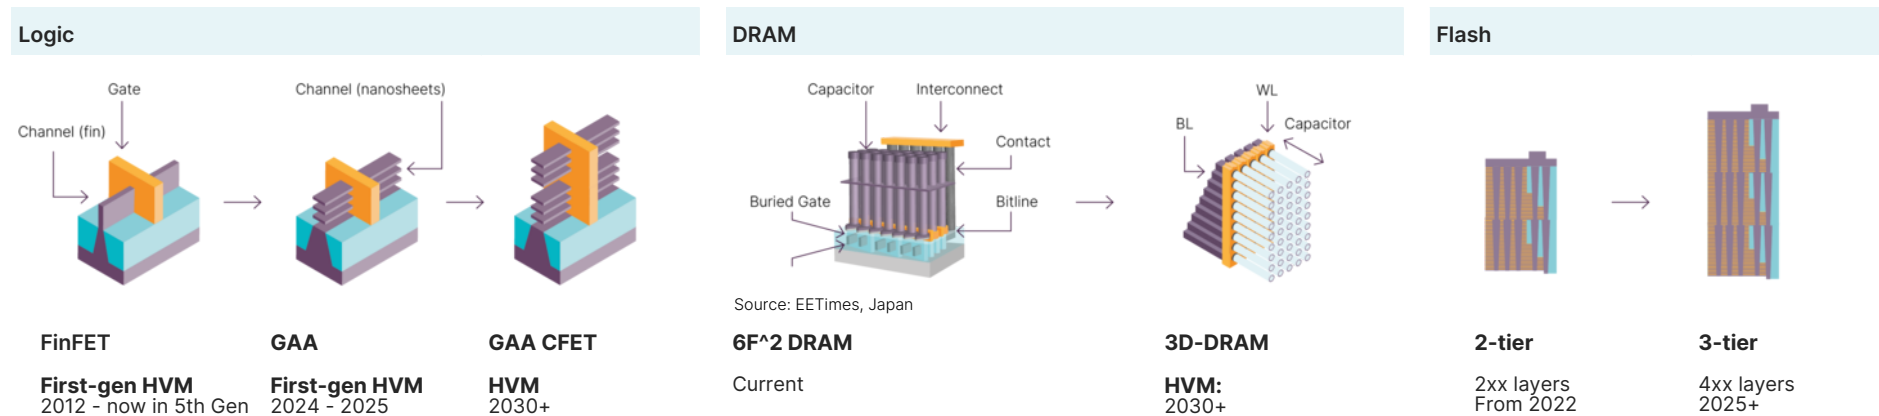 Logic
Gate
Channel (nanosheets)
Channel (fin)
FinFET
First-gen HVM
2012 - now in 5th Gen
GAA
First-gen HVM
2024 - 2025
GAA CFET
HVM
2030+
DRAM
Capacitor
Interconnect
Contact
Buried Gate
Bitline
WL
BL
Capacitor
Source: EETimes, Japan
6F^2 DRAM
Current
3D-DRAM
HVM:
2030+
Flash
2-tier
2xx layers
From 2022
3-tier
4xx layers
2025+